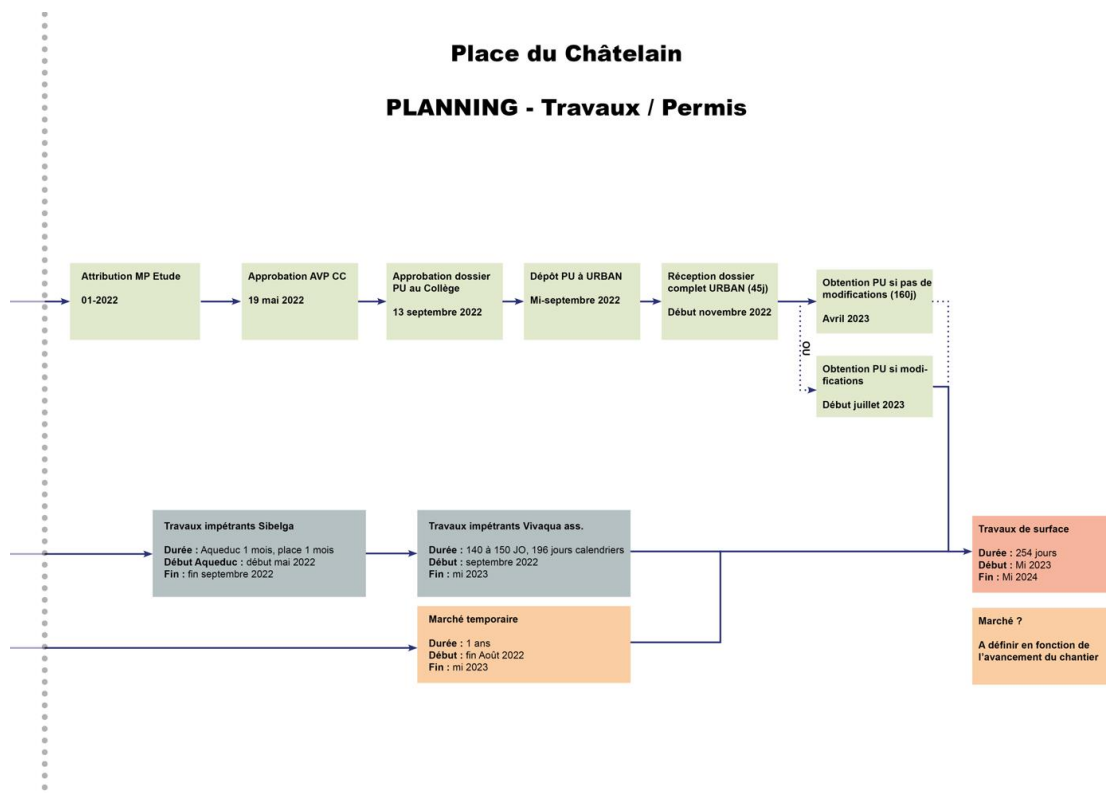 Place du Châtelain
PLANNING - Travaux / Permis
Attribution MP Etude
01-2022
Approbation AVP CC
19 mai 2022
Approbation dossier
PU au Collège
13 septembre 2022
Dépôt PU à URBAN
Mi-septembre 2022
Réception dossier
complet URBAN (45j)
Début novembre 2022
Obtention PU si pas de
modifications (160j)
Avril 2023
OU
Obtention PU si modi-
fications
Début juillet 2023
Travaux impétrants Sibelga
Durée : Aqueduc 1 mois, place 1 mois
Début Aqueduc : début mai 2022
Fin : fin septembre 2022
Travaux impétrants Vivaqua ass.
Durée : 140 à 150 JO, 196 jours calendriers
Début : septembre 2022
Fin : mi 2023
Travaux de surface
Durée : 254 jours
Début : Mi 2023
Fin : Mi 2024
Marché temporaire
Durée : 1 ans
Début : fin Août 2022
Fin : mi 2023
Marché ?
A définir en fonction de
l'avancement du chantier